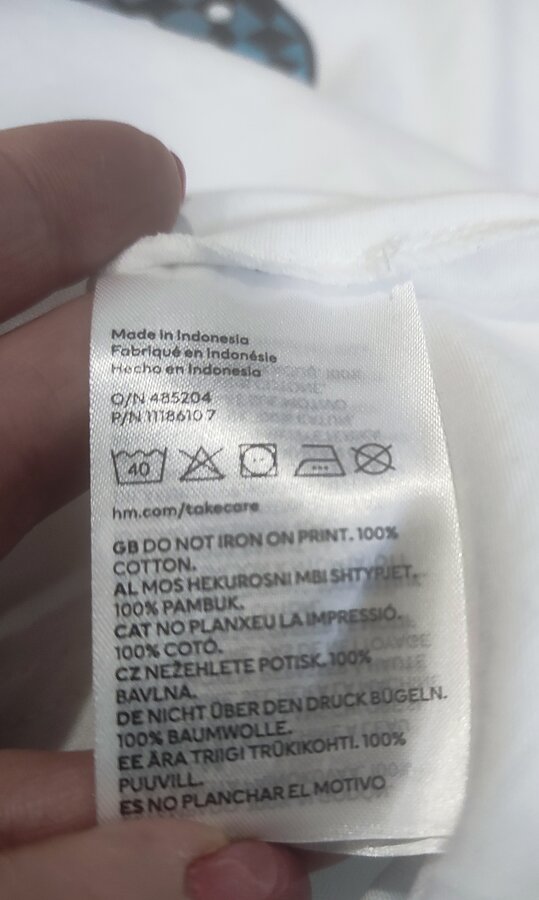 Made in Indonesia
Fabriqué en Indonésie
Hecho en Indonesia
O/N 485204
P/N 1118610 7
40
hm.com/takecare
GB DO NOT IRON ON PRINT. 100%
COTTON.
AL MOS HEKUROSNI MBI SHTYPJET.
100% PAMBUK.
CAT NO PLANXEU LA IMPRESSIÓ.
100% COTÓ.
CZ NEŽEHLETE POTISK. 100%
BAVLNA.
DE NICHT ÜBER DEN DRUCK BÜGELN.
100% BAUMWOLLE.
EE ÄRA TRIIGI TRÜKIKOHTI. 100%
PUUVILL.
ES NO PLANCHAR EL MOTIVO